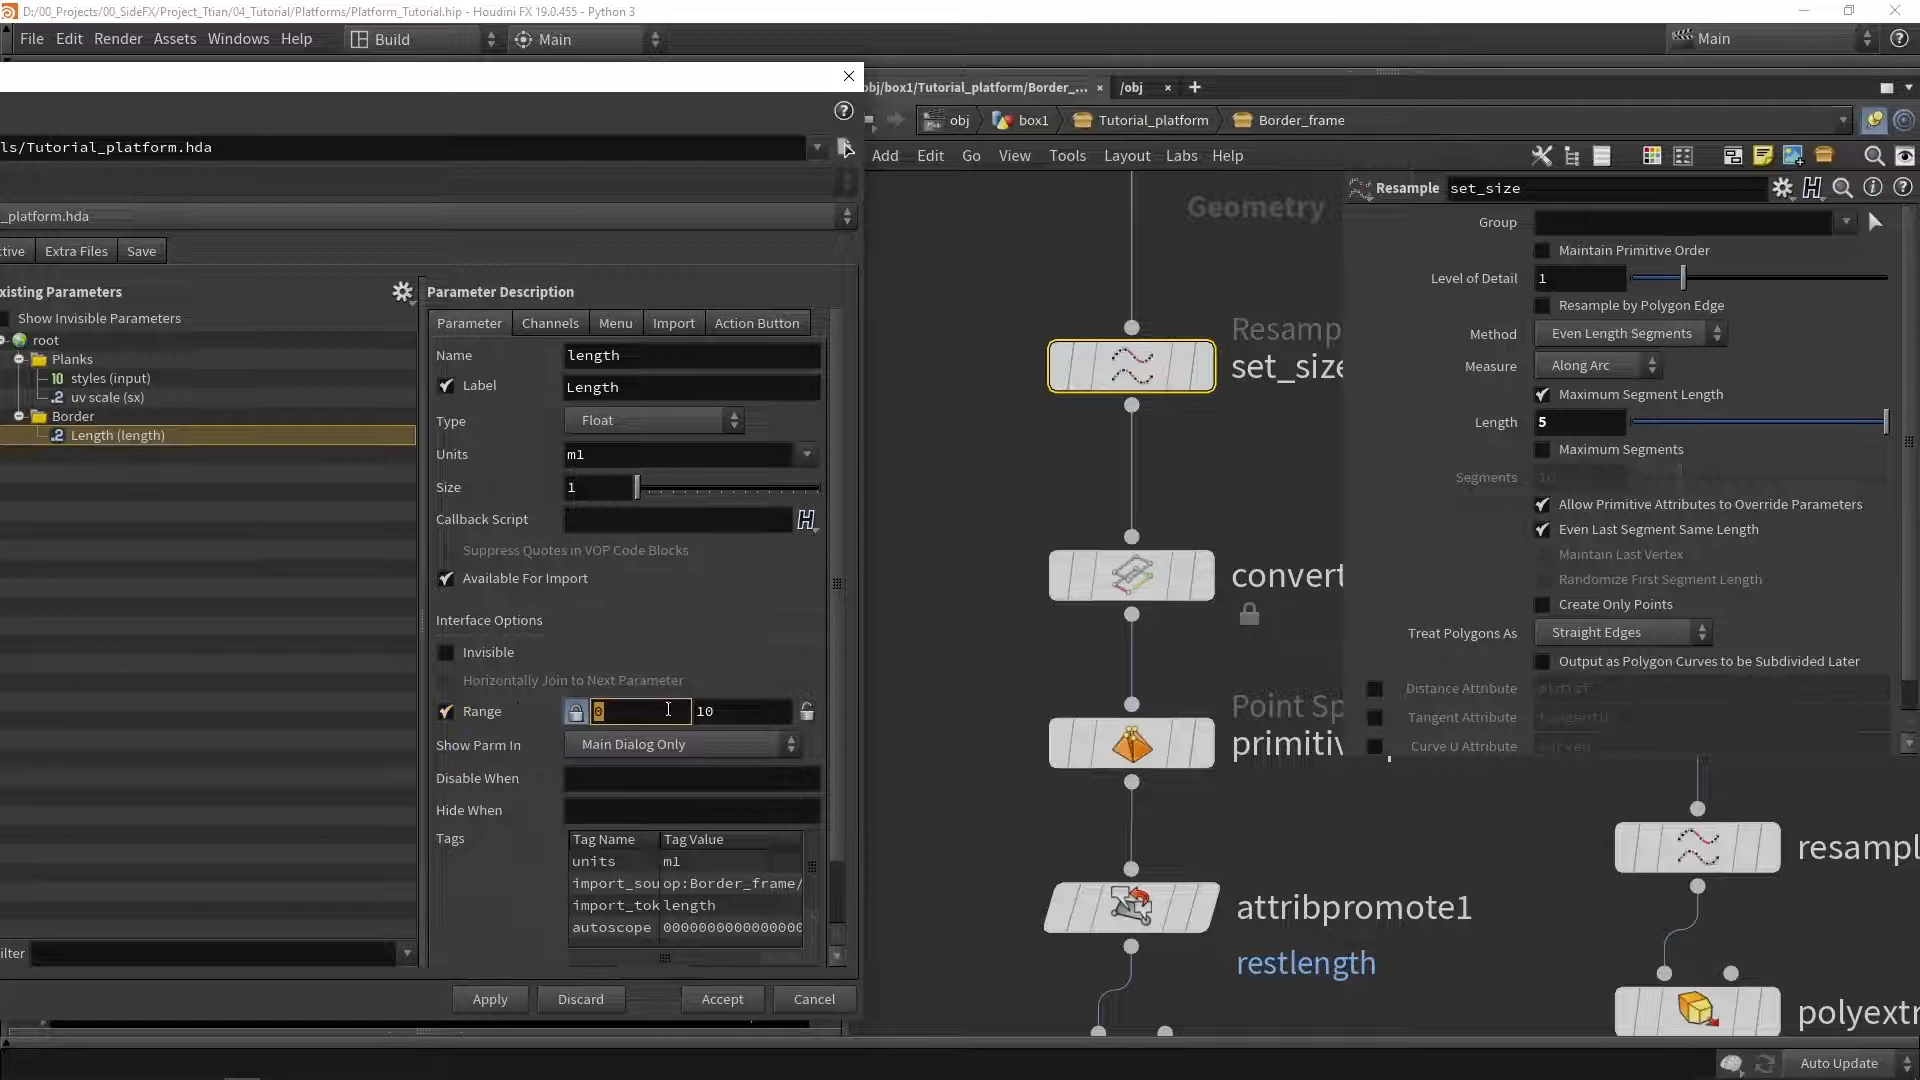 D:/00_Projects/00_SideFX/Project_Ttian/04_Tutorial/Platforms/Platform_Tutorial.hip - Houdini FX 19.0.455 - Python 3
File Edit Render Assets Windows Help
Build
Main
Main
obj/box1/Tutorial_platform/Border_...
/obj
ls/Tutorial_platform.hda
obj
box1
Tutorial_platform
Border_frame
Add Edit Go View Tools Layout Labs Help
_platform.hda
ctive
Extra Files
Save
xisting Parameters
Show Invisible Parameters
root
Planks
styles (input)
uv scale (sx)
Border
Length (length)
ilter
Parameter Description
Parameter
Channels
Menu
Import
Action Button
Name length
Label Length
Type Float
Units m1
Size 1
Callback Script
Suppress Quotes in VOP Code Blocks
Available For Import
Interface Options
Invisible
Horizontally Join to Next Parameter
Range 0 10
Show Parm In Main Dialog Only
Disable When
Hide When
Tags
Tag Name Tag Value
units m1
import_sou op:Border_frame/
import_tok length
autoscope 0000000000000000
Apply
Discard
Accept
Cancel
Geometry
Resamp
set_size
convert
Point Sp
primitiv
attribpromote1
restlength
resampl
polyextr
Resample set_size
Group
Maintain Primitive Order
Level of Detail 1
Resample by Polygon Edge
Method Even Length Segments
Measure Along Arc
Maximum Segment Length
Length 5
Maximum Segments
Segments 10
Allow Primitive Attributes to Override Parameters
Even Last Segment Same Length
Maintain Last Vertex
Randomize First Segment Length
Create Only Points
Treat Polygons As Straight Edges
Output as Polygon Curves to be Subdivided Later
Distance Attribute
Tangent Attribute
Curve U Attribute
Auto Update